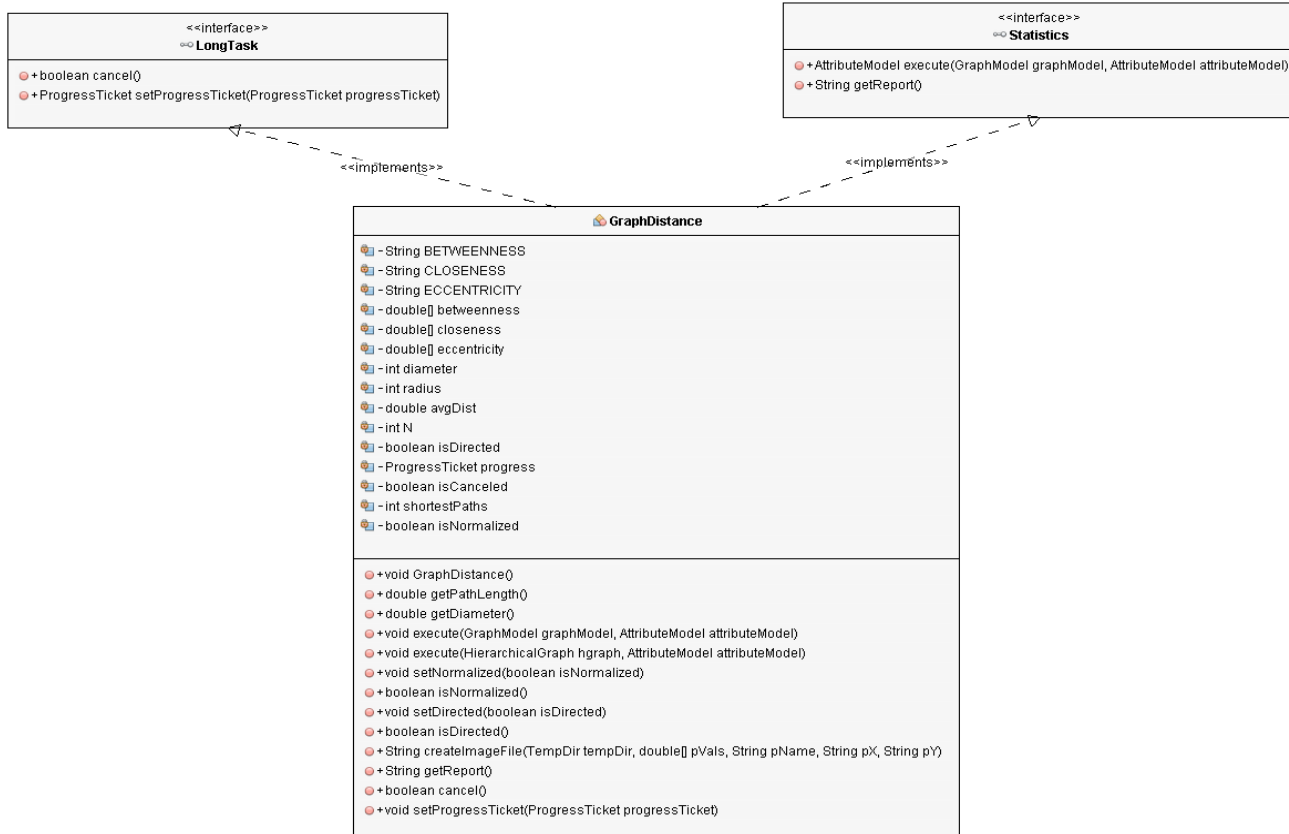 <<interface>>
LongTask
+boolean cancel()
+ProgressTicket setProgressTicket(ProgressTicket progressTicket)
<<interface>>
Statistics
+AttributeModel execute(GraphModel graphModel, AttributeModel attributeModel)
+String getReport()
<<implements>>
<<implements>>
GraphDistance
-String BETWEENNESS
-String CLOSENESS
-String ECCENTRICITY
-double[] betweenness
-double[] closeness
-double[] eccentricity
-int diameter
-int radius
-double avgDist
-int N
-boolean isDirected
-ProgressTicket progress
-boolean isCanceled
-int shortestPaths
-boolean isNormalized
+void GraphDistance()
+double getPathLength()
+double getDiameter()
+void execute(GraphModel graphModel, AttributeModel attributeModel)
+void execute(HierarchicalGraph hgraph, AttributeModel attributeModel)
+void setNormalized(boolean isNormalized)
+boolean isNormalized()
+void setDirected(boolean isDirected)
+boolean isDirected()
+String createImageFile(TempDir tempDir, double[] pVals, String pName, String pX, String pY)
+String getReport()
+boolean cancel()
+void setProgressTicket(ProgressTicket progressTicket)